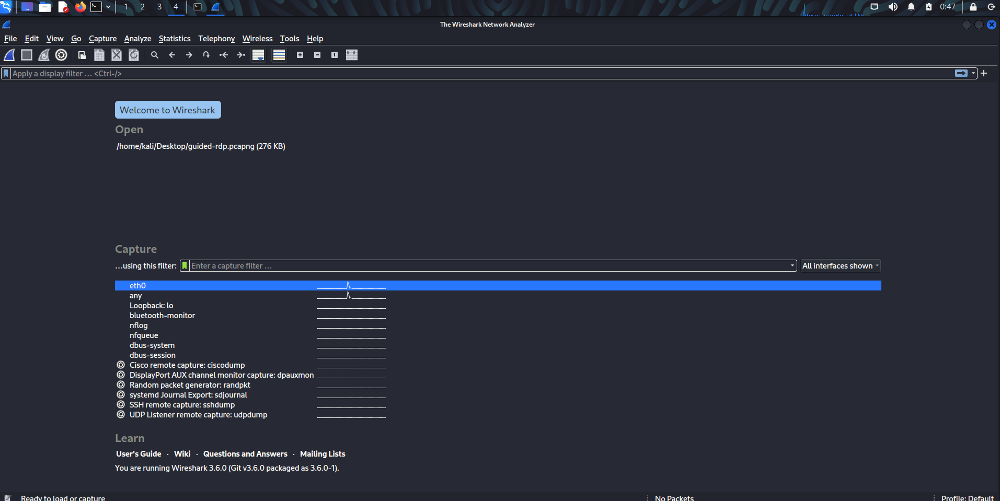 1 2 3 4 0:47
The Wireshark Network Analyzer
File Edit View Go Capture Analyze Statistics Telephony Wireless Tools Help
Apply a display filter … <Ctrl-/>
Welcome to Wireshark
Open
/home/kali/Desktop/guided-rdp.pcapng (276 KB)
Capture
…using this filter: Enter a capture filter … All interfaces shown
eth0
any
Loopback: lo
bluetooth-monitor
nflog
nfqueue
dbus-system
dbus-session
Cisco remote capture: ciscodump
DisplayPort AUX channel monitor capture: dpauxmon
Random packet generator: randpkt
systemd Journal Export: sdjournal
SSH remote capture: sshdump
UDP Listener remote capture: udpdump
Learn
User's Guide · Wiki · Questions and Answers · Mailing Lists
You are running Wireshark 3.6.0 (Git v3.6.0 packaged as 3.6.0-1).
Ready to load or capture No Packets Profile: Default